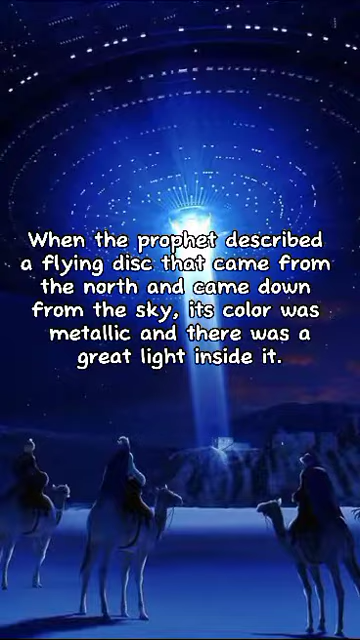 When the prophet described
a flying disc that came from
the north and came down
from the sky, its color was
metallic and there was a
great light inside it.